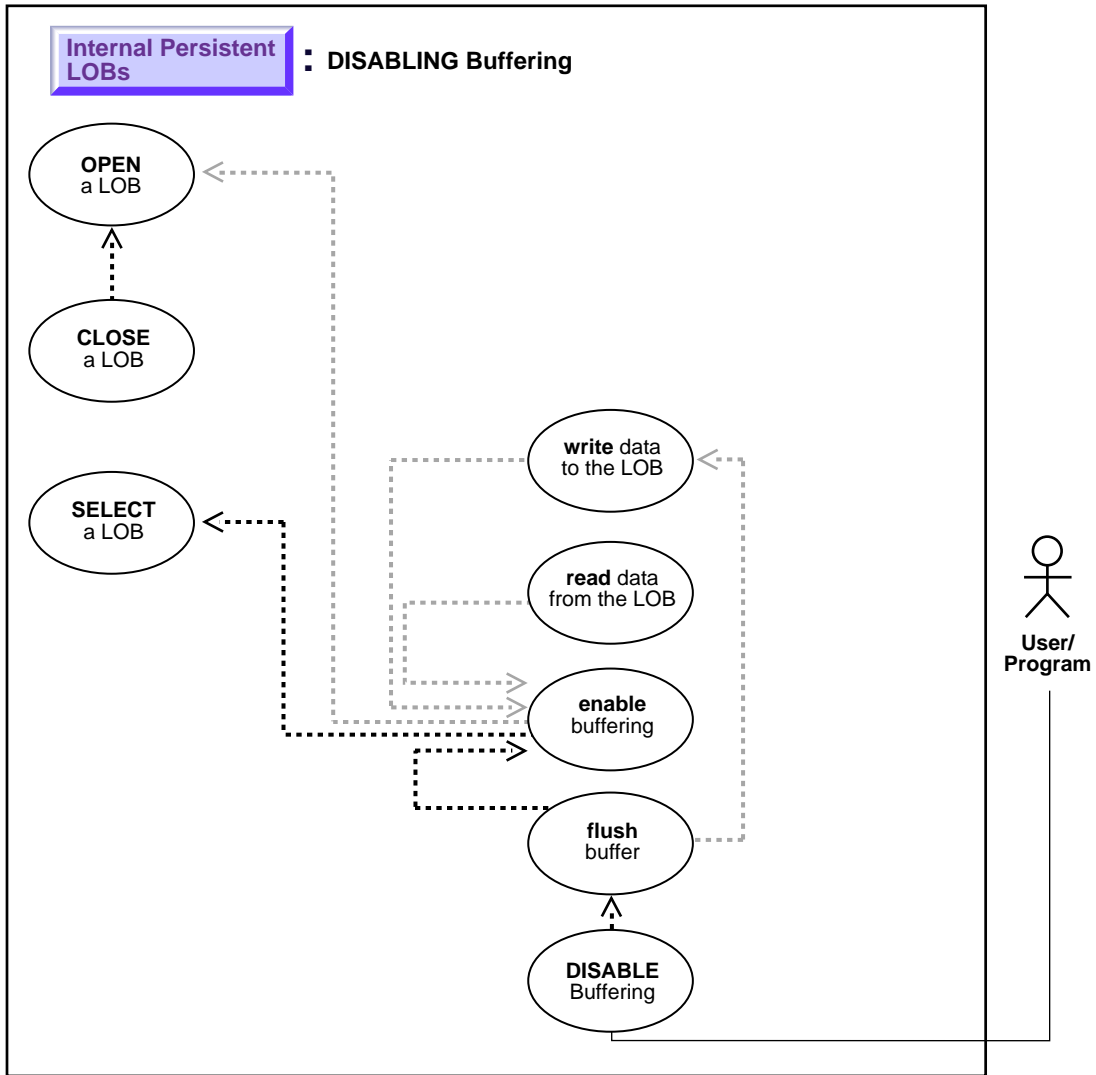 Internal Persistent
LOBs
: DISABLING Buffering
OPEN
a LOB
CLOSE
a LOB
write data
to the LOB
SELECT
a LOB
read data
from the LOB
User/
Program
enable
buffering
flush
buffer
DISABLE
Buffering